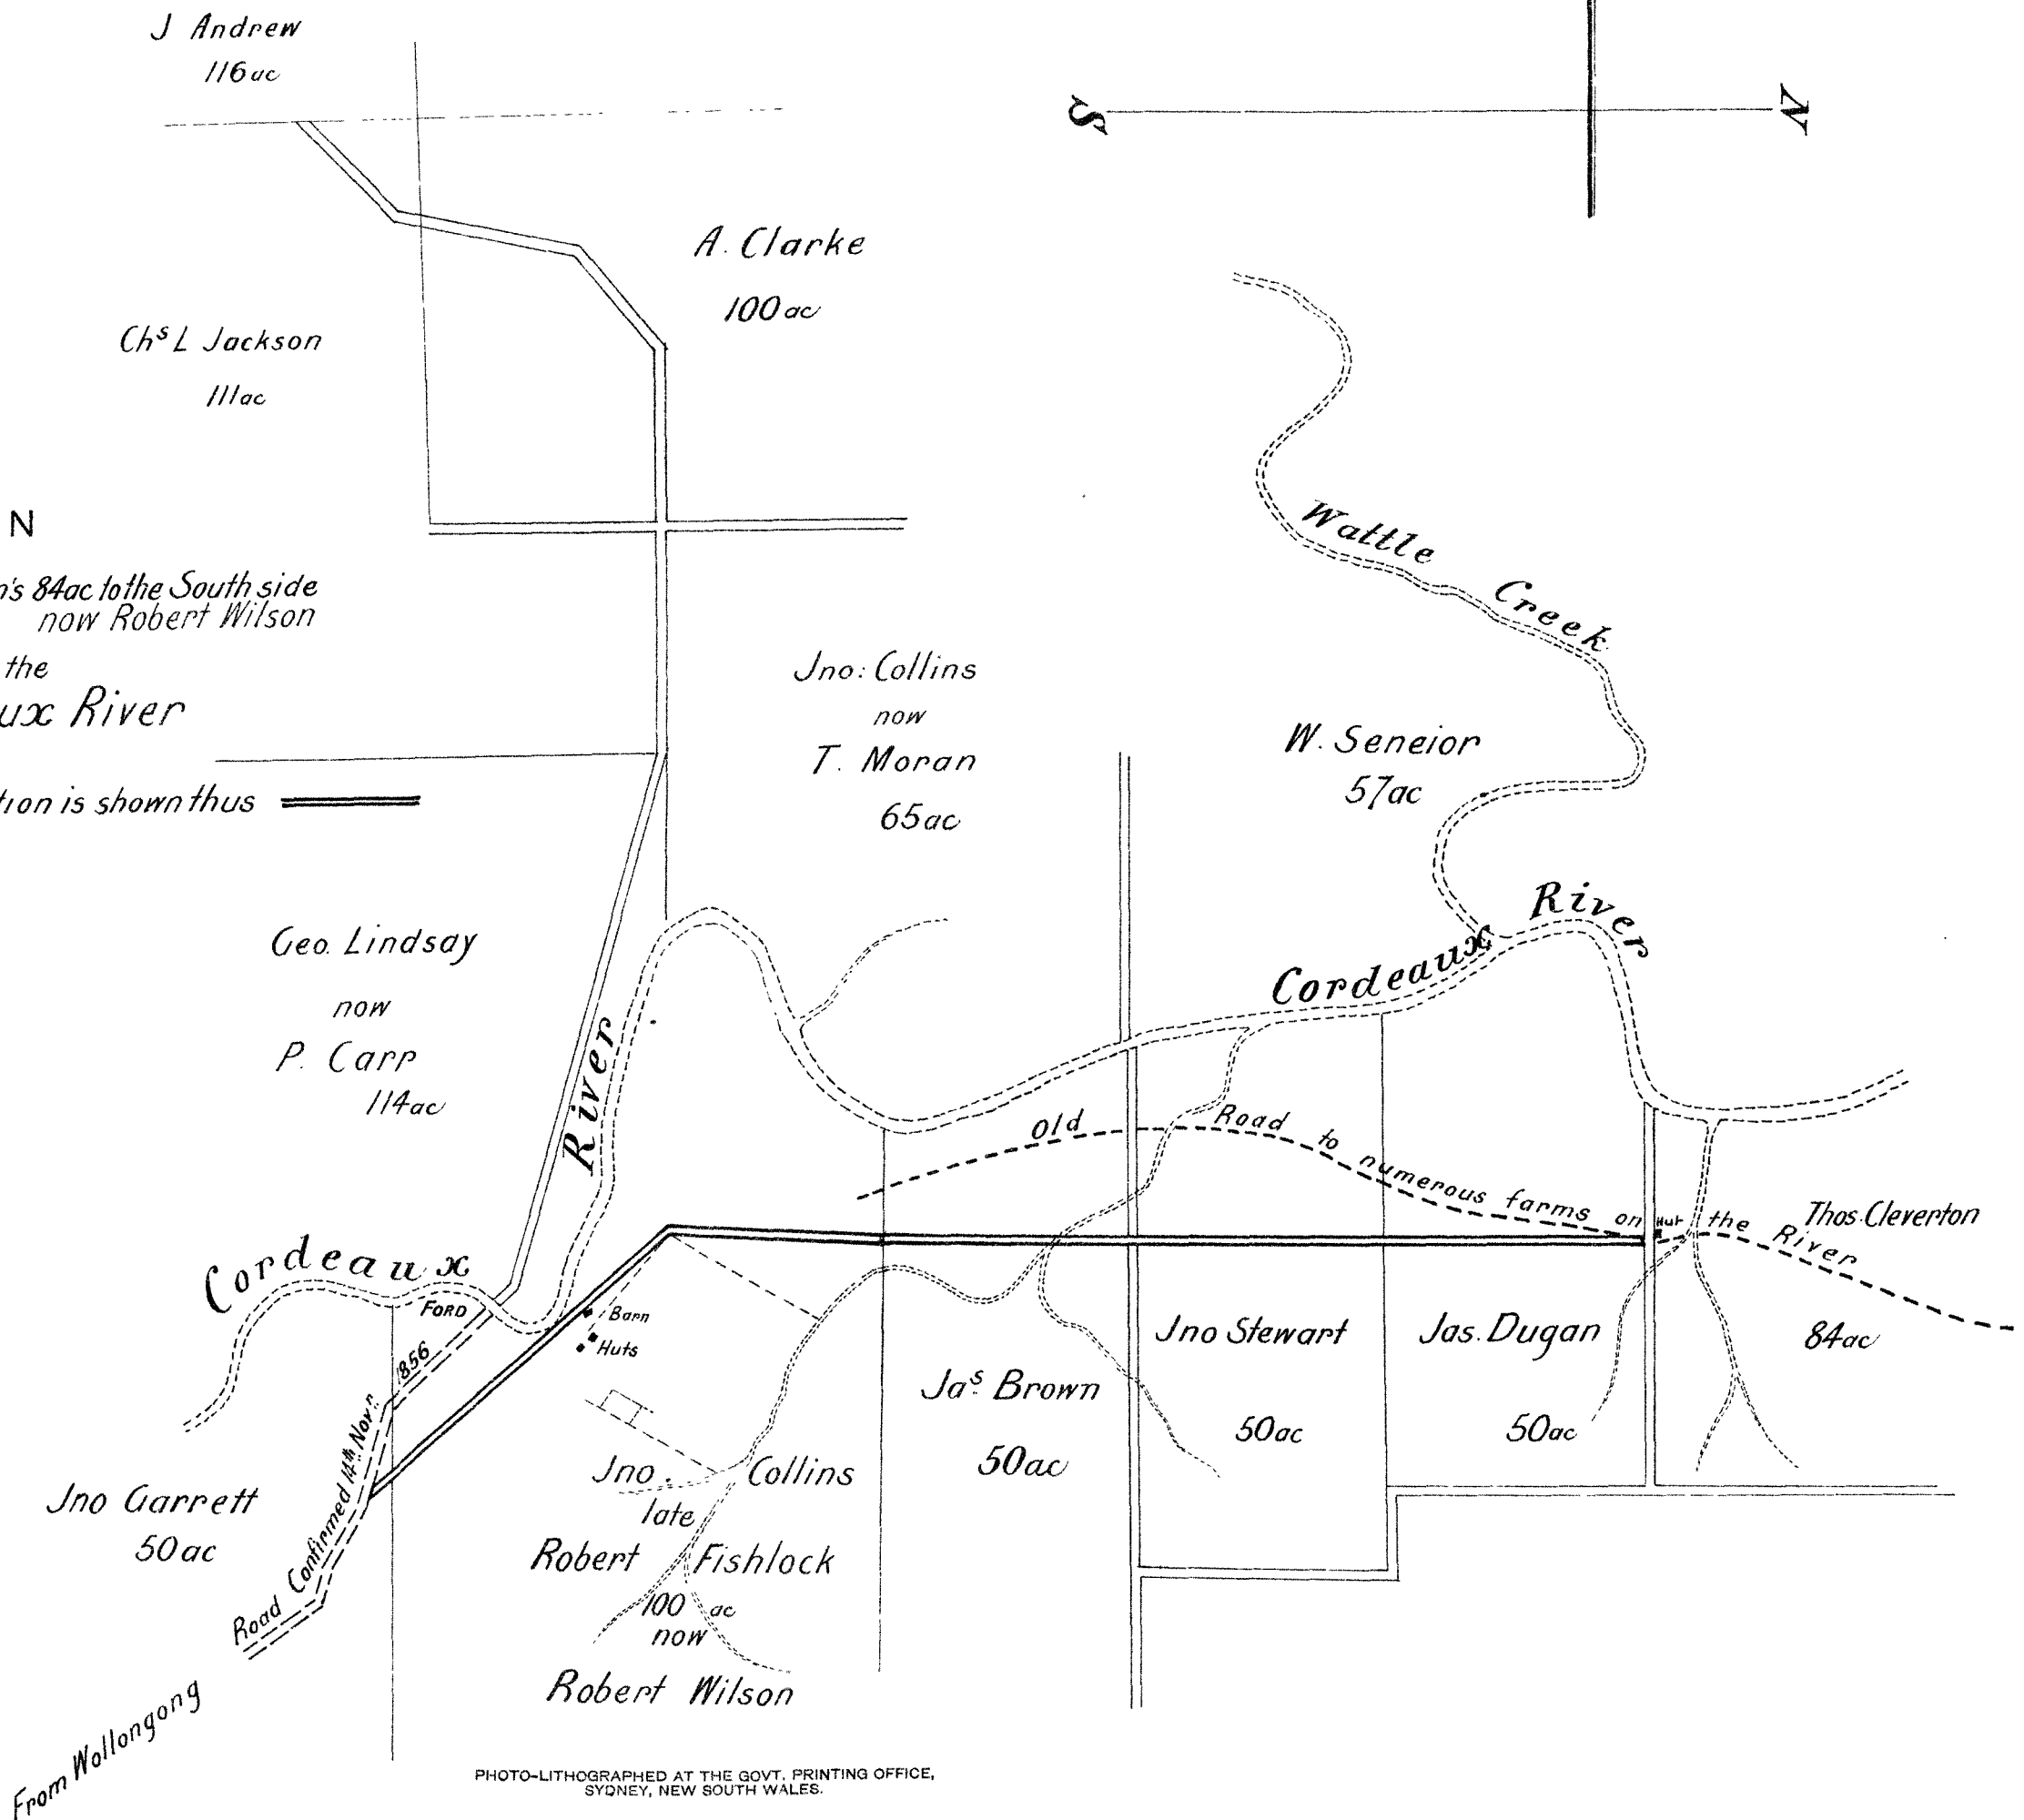 J Andrew
116ac
S
N
A. Clarke
100 ac
Chs L Jackson
111ac
N
n's 84ac to the South side
now Robert Wilson
the
ux River
tion is shown thus
Wattle Creek
Jno: Collins
now
T. Moran
65ac
W. Seneior
57ac
Geo. Lindsay
now
P. Carr
114ac
River
Cordeaux River
Old Road to numerous farms on the River
Hut
Thos. Cleverton
84ac
Cordeaux
FORD
Barn
Huts
1856
Road Confirmed 14th Novr
From Wollongong
Jno Garrett
50ac
Jno. Collins
late
Robert Fishlock
100 ac
now
Robert Wilson
Jas. Brown
50ac
Jno Stewart
50ac
Jas. Dugan
50ac
PHOTO-LITHOGRAPHED AT THE GOVT. PRINTING OFFICE,
SYDNEY, NEW SOUTH WALES.